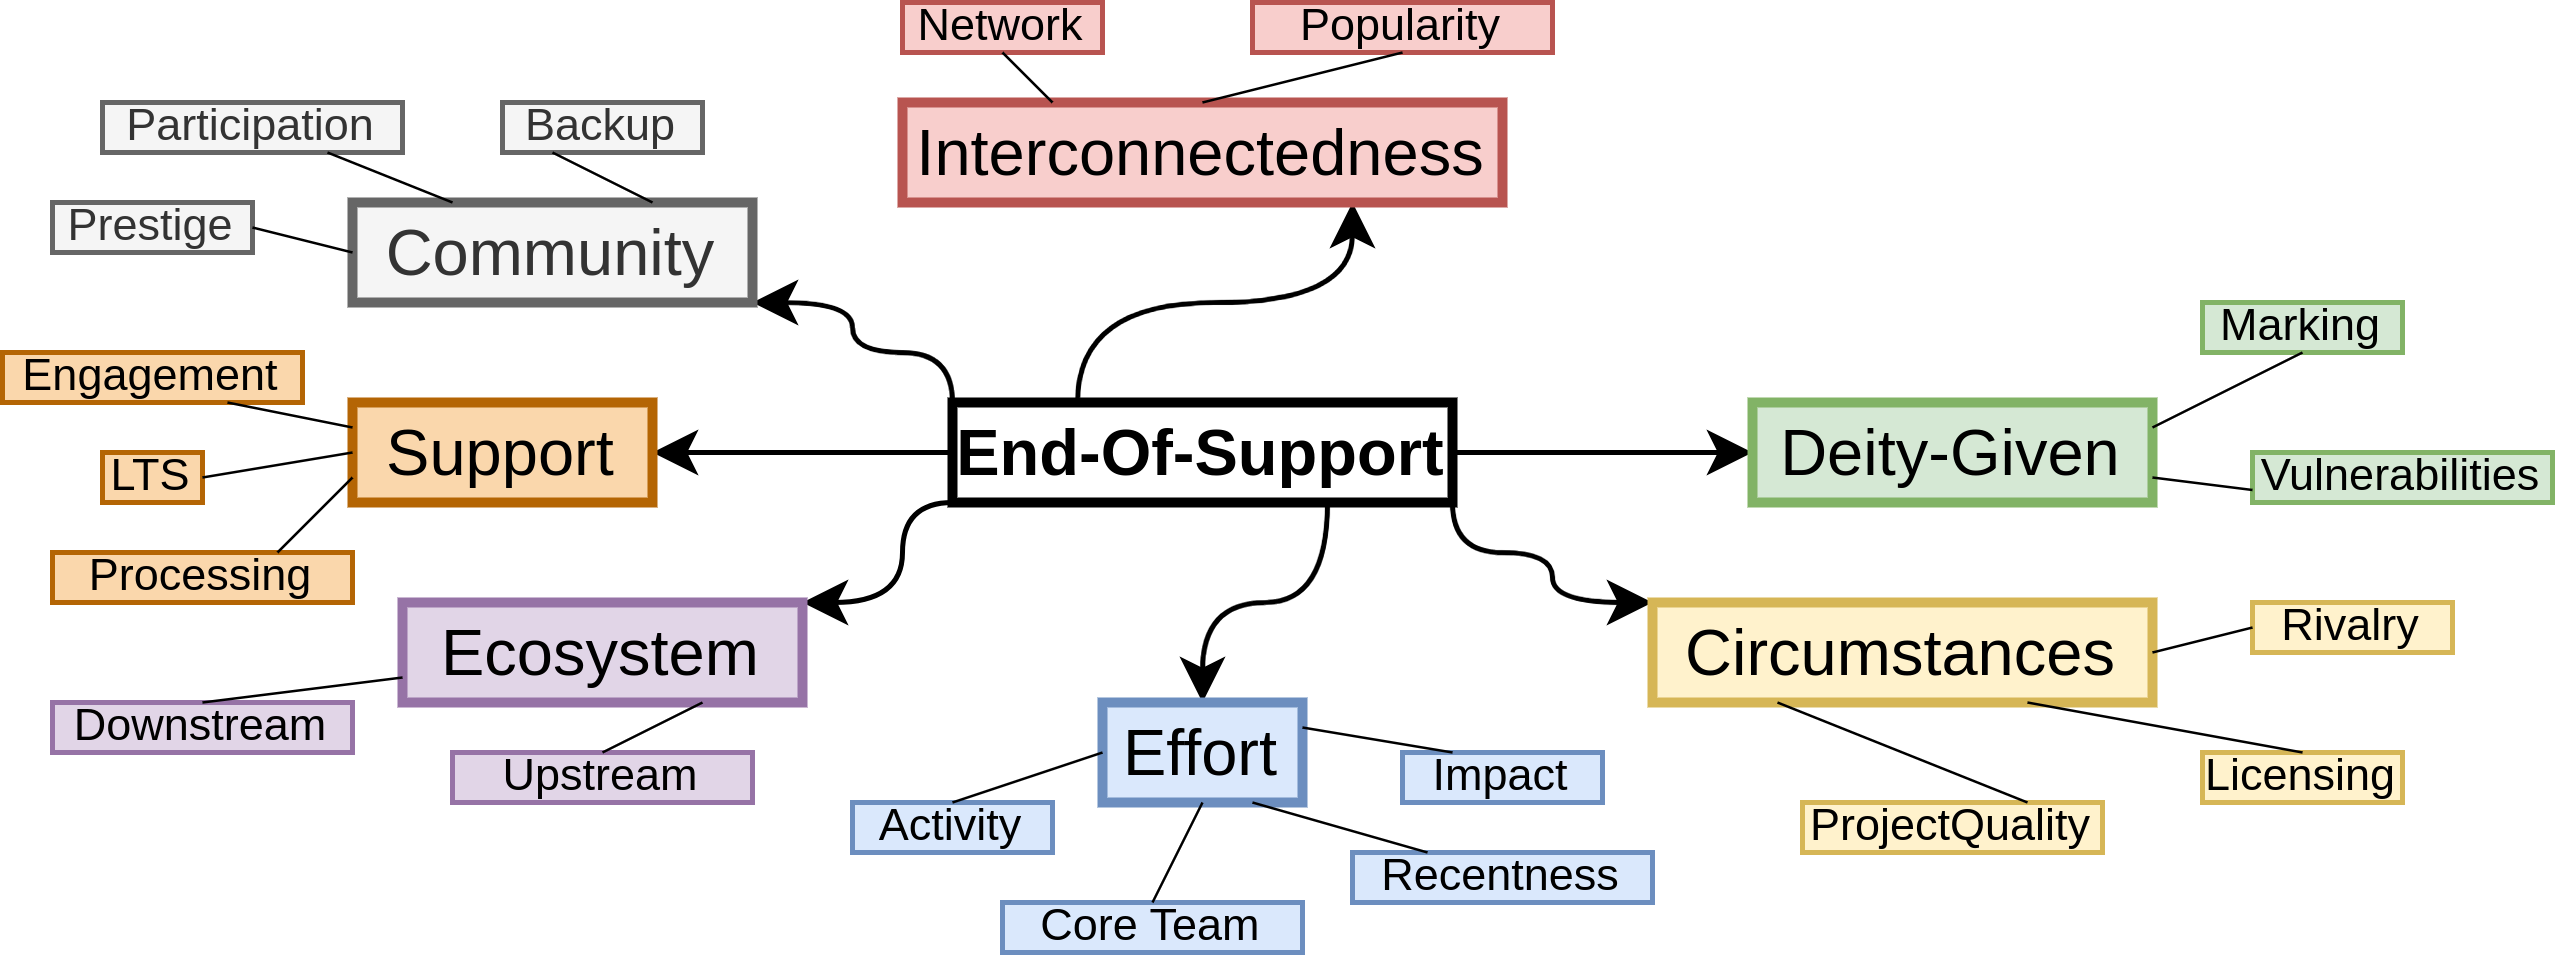 Network
Popularity
Participation
Backup
Interconnectedness
Prestige
Community
Marking
Engagement
Support
End-Of-Support
Deity-Given
LTS
Vulnerabilities
Processing
Ecosystem
Circumstances
Rivalry
Downstream
Upstream
Effort
Impact
Licensing
Activity
ProjectQuality
Recentness
Core Team